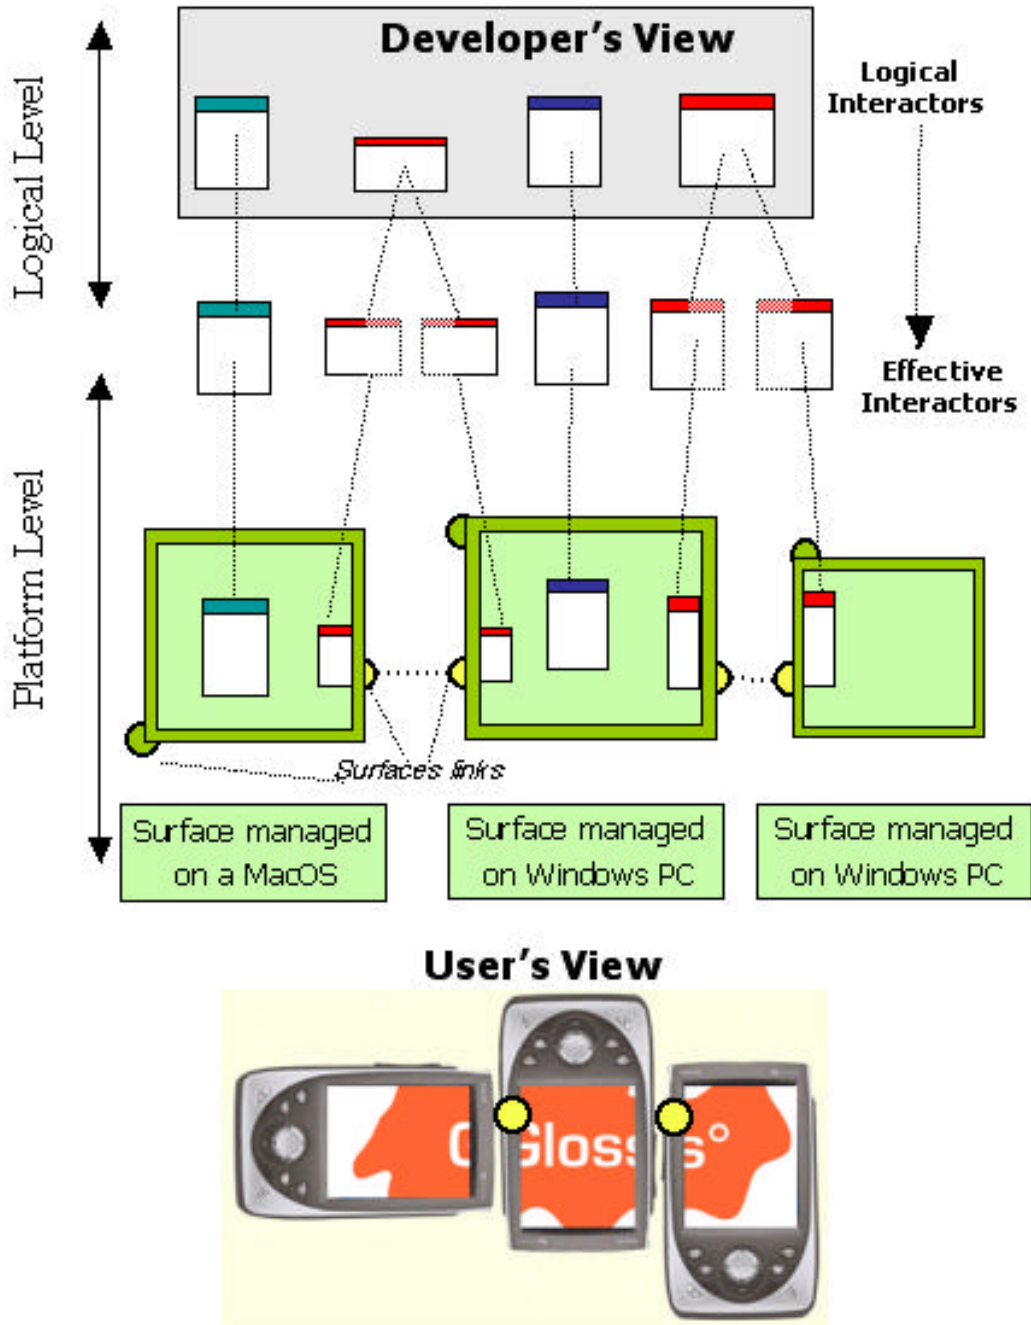 Developer's View
Logical
Interactors
Logical Level
Effective
Interactors
Platform Level
Surfaces links
Surface managed
on a MacOS
Surface managed
on Windows PC
Surface managed
on Windows PC
User's View
Gloss
s°